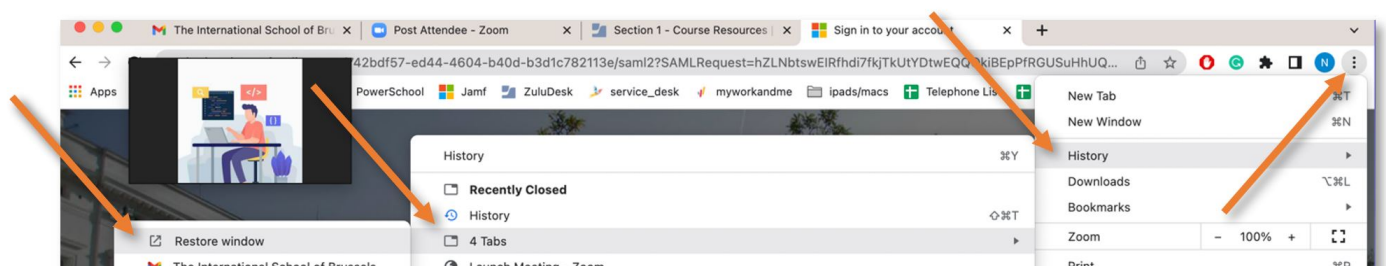 The International School of Bru
Post Attendee - Zoom
Section 1 - Course Resources |
Sign in to your account
42bdf57-ed44-4604-b40d-b3d1c782113e/saml2?SAMLRequest=hZLNbtswEIRfhdi7fkjTkUtYDtwEQQ
Apps
PowerSchool
Jamf
ZuluDesk
service_desk
myworkandme
ipads/macs
Telephone Lis
N
</>
{}
New Tab ⌘T
New Window ⌘N
History
Downloads ⌥⌘L
Bookmarks
Zoom - 100% +
Print ⌘P
History ⌘Y
Recently Closed
History ⇧⌘T
4 Tabs
Launch Meeting - Zoom
Restore window
The International School of Brussels